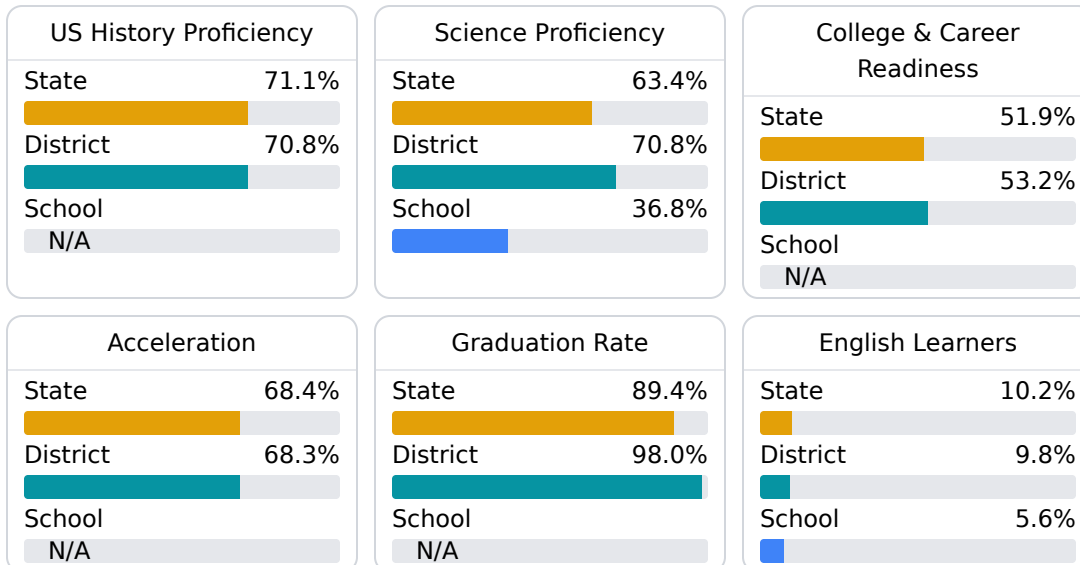 US History Proficiency
State 71.1%
District 70.8%
School
N/A
Science Proficiency
State 63.4%
District 70.8%
School 36.8%
College & Career
Readiness
State 51.9%
District 53.2%
School
N/A
Acceleration
State 68.4%
District 68.3%
School
N/A
Graduation Rate
State 89.4%
District 98.0%
School
N/A
English Learners
State 10.2%
District 9.8%
School 5.6%